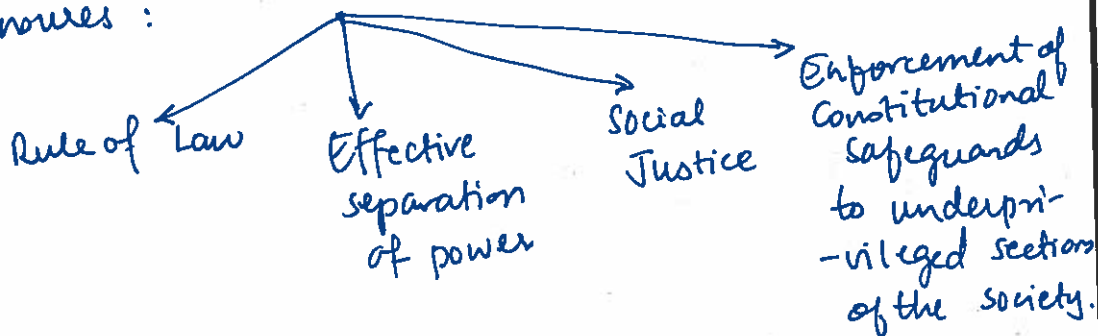 :
Rule of Law
Effective
separation
of power
Social
Justice
Enforcement of
Constitutional
safeguards
to underpri-
-vileged sections
of the society.